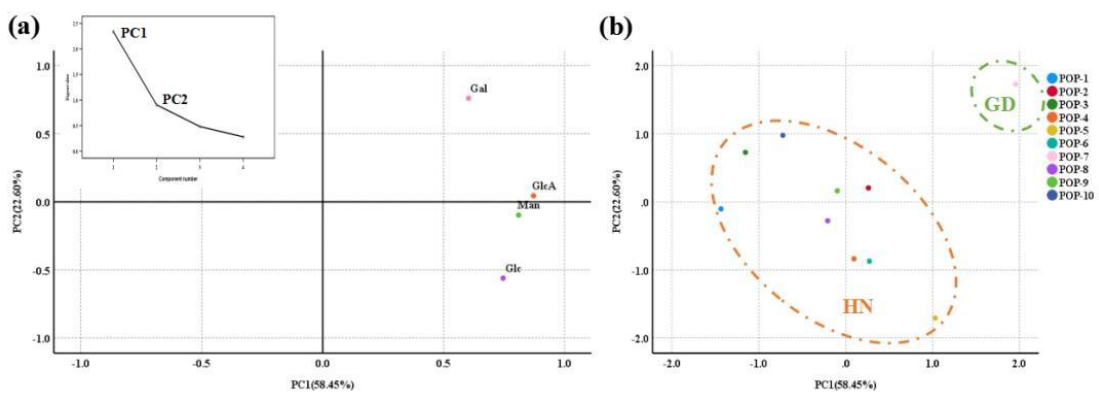 (a)
PC1
PC2
1
2
3
4
Component number
1.0
0.5
0.0
-0.5
-1.0
PC2(22.60%)
Gal
GlcA
Man
Glc
-1.0
-0.5
0.0
0.5
1.0
PC1(58.45%)
(b)
2.0
1.0
.0
-1.0
-2.0
PC2(22.60%)
GD
HN
-2.0
-1.0
.0
1.0
2.0
PC1(58.45%)
POP-1
POP-2
POP-3
POP-4
POP-5
POP-6
POP-7
POP-8
POP-9
POP-10